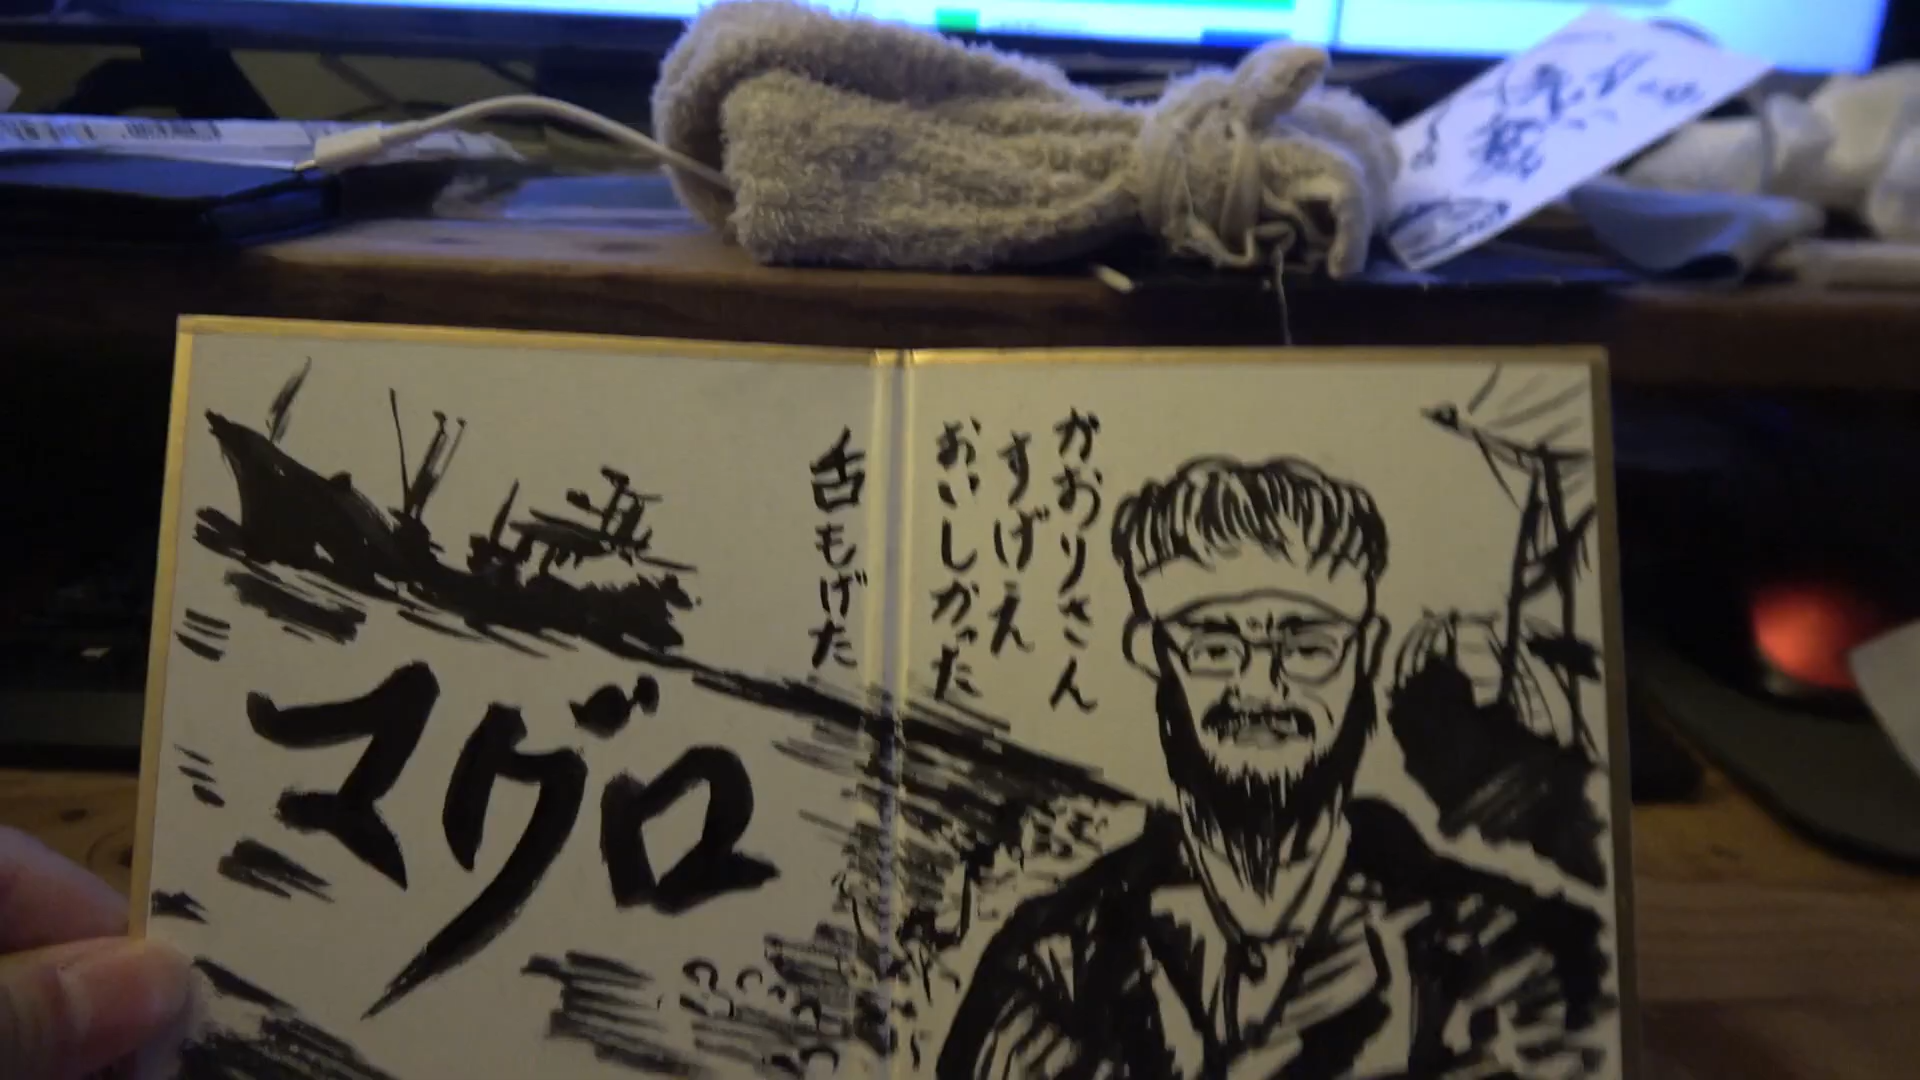 かおりさん
すげえ
おいしかった
舌もげた
マグロ